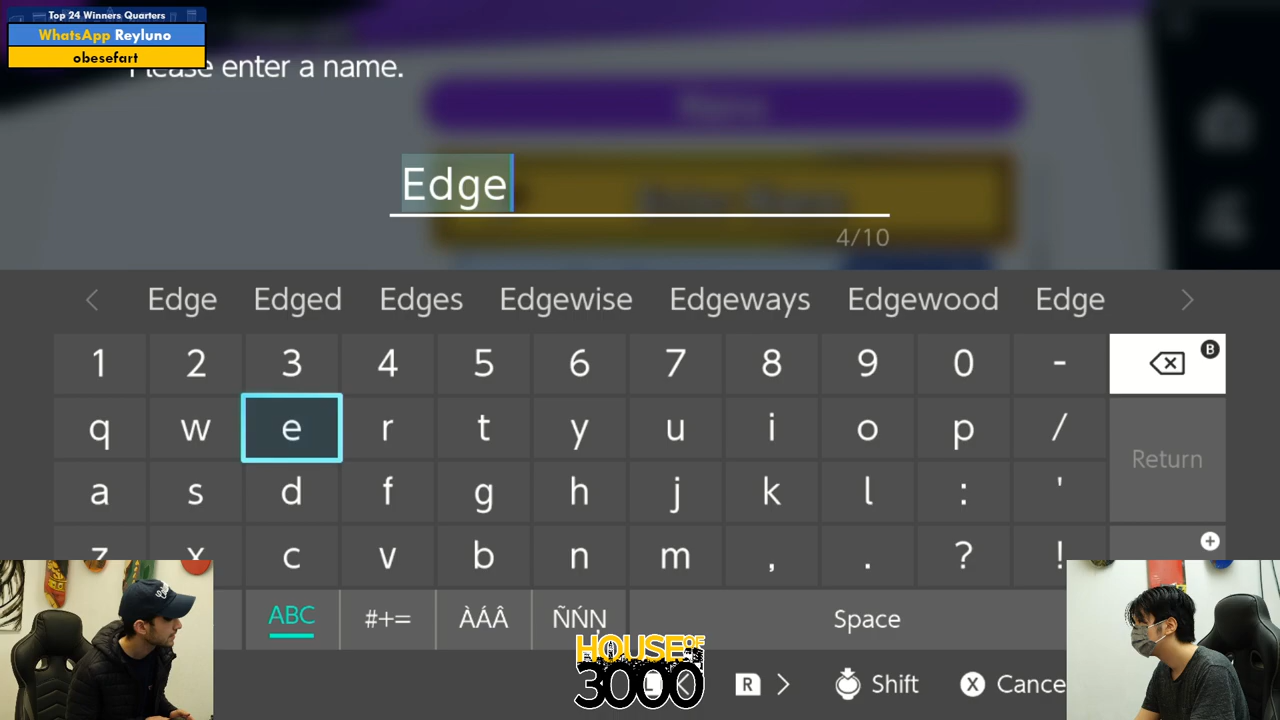 Top 24 Winners Quarters
WhatsApp Reyluno
obesefart
Please enter a name.
Edge
4/10
Edge Edged Edges Edgewise Edgeways Edgewood Edge
1 2 3 4 5 6 7 8 9 0 - B
q w e r t y u i o p / Return
a s d f g h j k l : '
z x c v b n m , . ? ! +
ABC #+= ÀÁÂ ÑŃṆ Space
HOUSE OF
3000
L R > Shift X Cance